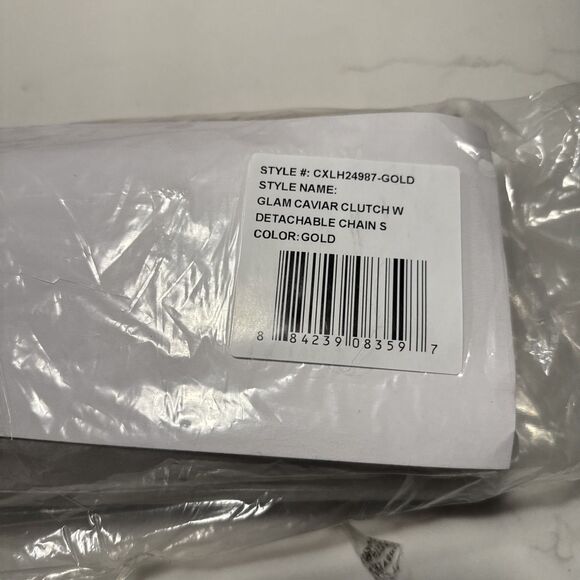 STYLE #: CXLH24987-GOLD
STYLE NAME:
GLAM CAVIAR CLUTCH W
DETACHABLE CHAIN S
COLOR:GOLD
8 84239 08359 7